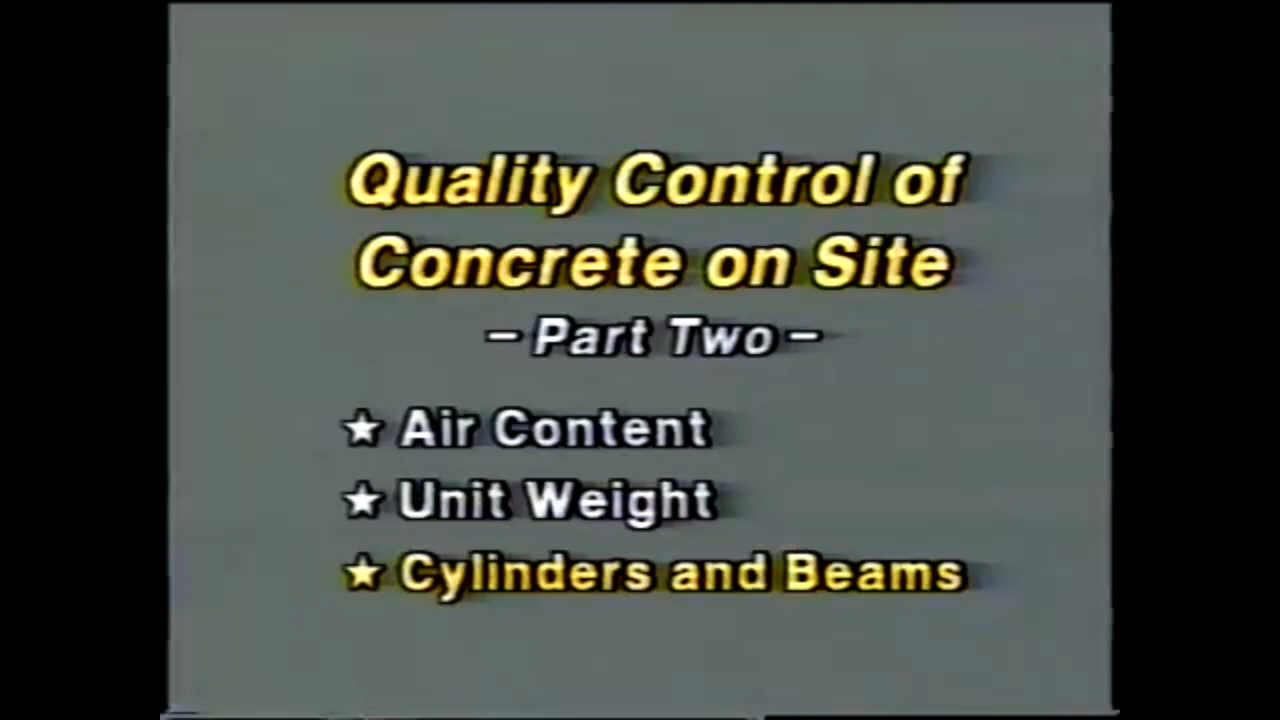 Quality Control of
Concrete on Site
– Part Two –
★ Air Content
★ Unit Weight
★ Cylinders and Beams